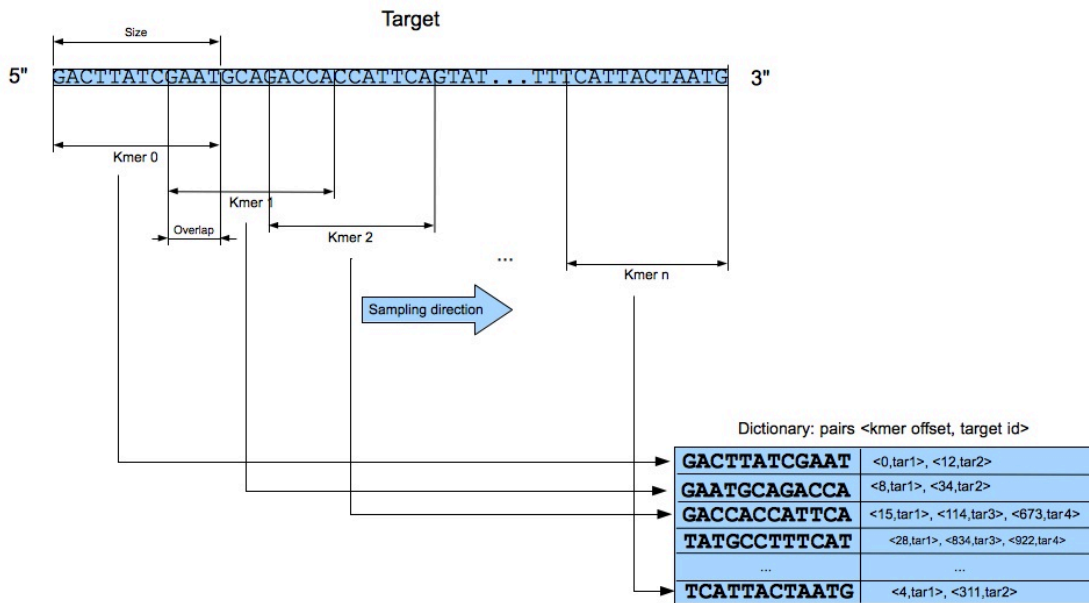 Target
Size
5" GACTTATCGAATGCAGACCACCATTCAGTAT...TTTCATTACTAATG 3"
Kmer 0
Kmer 1
Overlap
Kmer 2
...
Kmer n
Sampling direction
Dictionary: pairs <kmer offset, target id>
GACTTATCGAAT <0,tar1>, <12,tar2>
GAATGCAGACCA <8,tar1>, <34,tar2>
GACCACCATTCA <15,tar1>, <114,tar3>, <673,tar4>
TATGCCTTTCAT <28,tar1>, <834,tar3>, <922,tar4>
... ...
TCATTACTAATG <4,tar1>, <311,tar2>